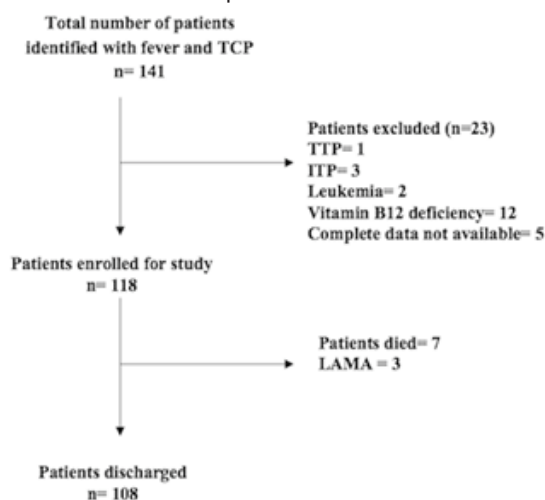 Total number of patients
identified with fever and TCP
n= 141
Patients excluded (n=23)
TTP= 1
ITP= 3
Leukemia= 2
Vitamin B12 deficiency= 12
Complete data not available= 5
Patients enrolled for study
n= 118
Patients died= 7
LAMA = 3
Patients discharged
n= 108